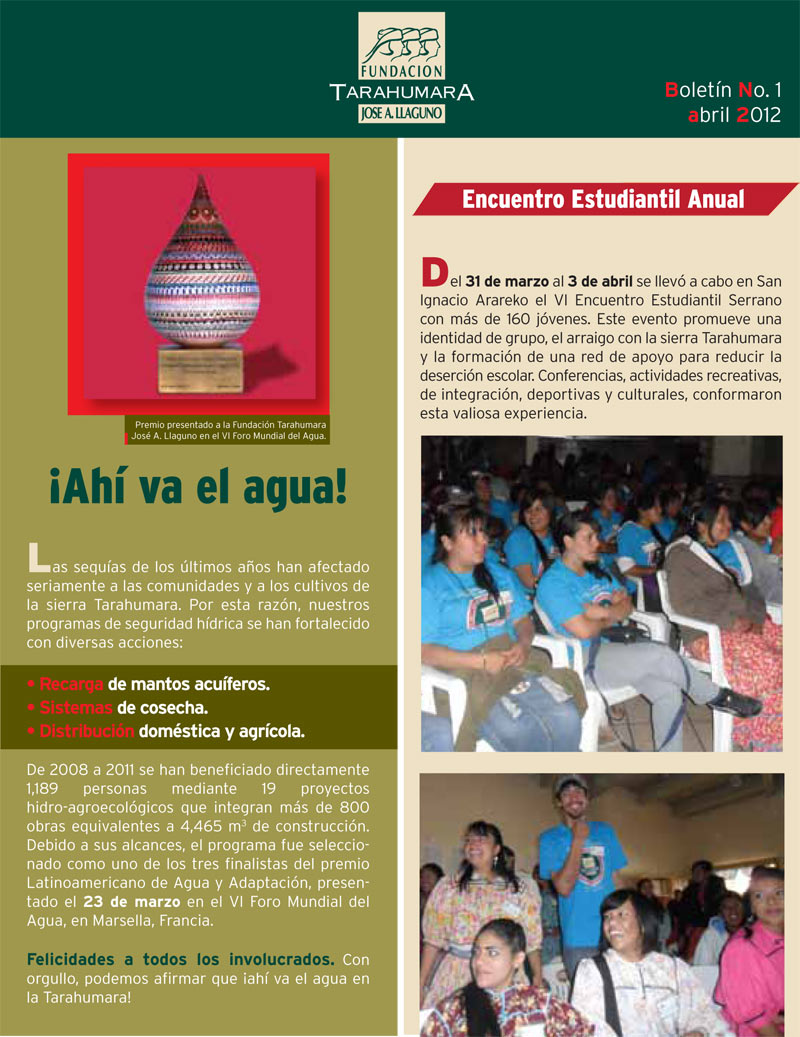 FUNDACION
TARAHUMARA
JOSE A. LLAGUNO
Boletín No. 1
abril 2012
Premio presentado a la Fundación Tarahumara
José A. Llaguno en el VI Foro Mundial del Agua.
¡Ahí va el agua!
Las sequías de los últimos años han afectado
seriamente a las comunidades y a los cultivos de
la sierra Tarahumara. Por esta razón, nuestros
programas de seguridad hídrica se han fortalecido
con diversas acciones:
• Recarga de mantos acuíferos.
• Sistemas de cosecha.
• Distribución doméstica y agrícola.
De 2008 a 2011 se han beneficiado directamente
1,189 personas mediante 19 proyectos
hidro-agroecológicos que integran más de 800
obras equivalentes a 4,465 m³ de construcción.
Debido a sus alcances, el programa fue seleccio-
nado como uno de los tres finalistas del premio
Latinoamericano de Agua y Adaptación, presen-
tado el 23 de marzo en el VI Foro Mundial del
Agua, en Marsella, Francia.
Felicidades a todos los involucrados. Con
orgullo, podemos afirmar que ¡ahí va el agua en
la Tarahumara!
Encuentro Estudiantil Anual
Del 31 de marzo al 3 de abril se llevó a cabo en San
Ignacio Arareko el VI Encuentro Estudiantil Serrano
con más de 160 jóvenes. Este evento promueve una
identidad de grupo, el arraigo con la sierra Tarahumara
y la formación de una red de apoyo para reducir la
deserción escolar. Conferencias, actividades recreativas,
de integración, deportivas y culturales, conformaron
esta valiosa experiencia.